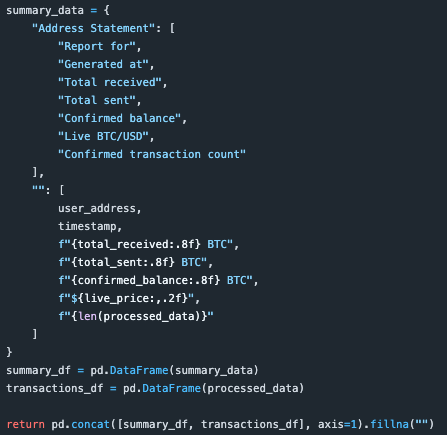 summary_data = {
    "Address Statement": [
        "Report for",
        "Generated at",
        "Total received",
        "Total sent",
        "Confirmed balance",
        "Live BTC/USD",
        "Confirmed transaction count"
    ],
    "": [
        user_address,
        timestamp,
        f"{total_received:.8f} BTC",
        f"{total_sent:.8f} BTC",
        f"{confirmed_balance:.8f} BTC",
        f"${live_price:,.2f}",
        f"{len(processed_data)}"
    ]
}
summary_df = pd.DataFrame(summary_data)
transactions_df = pd.DataFrame(processed_data)

return pd.concat([summary_df, transactions_df], axis=1).fillna("")